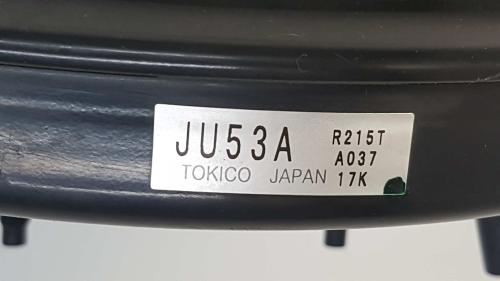 JU53A R215T
A037
TOKICO JAPAN 17K